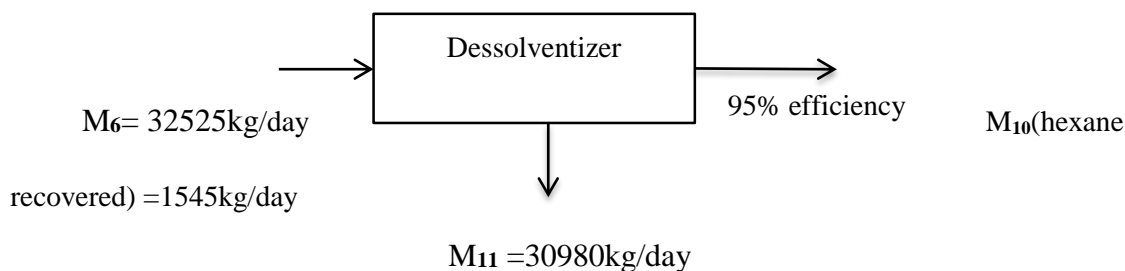 Dessolventizer
95% efficiency
M6= 32525kg/day
M10(hexane
recovered) =1545kg/day
M11 =30980kg/day